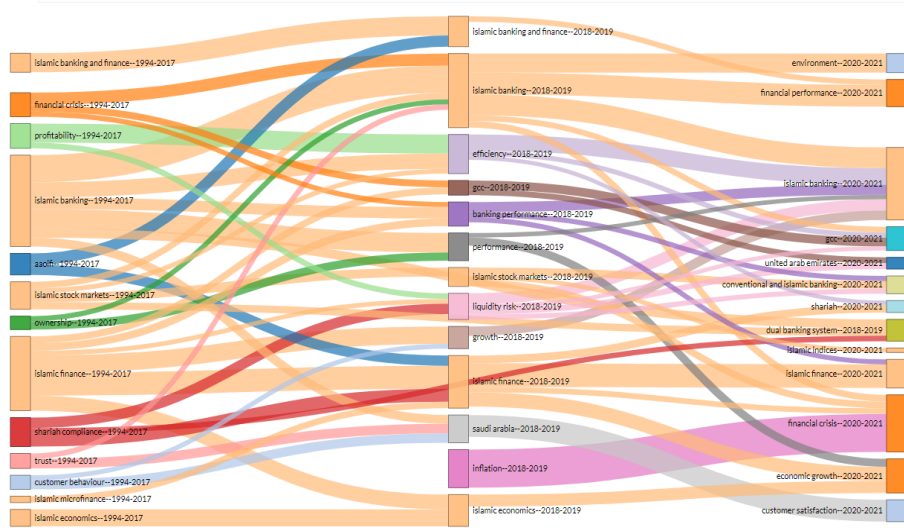 islamic banking and finance--1994-2017
financial crisis--1994-2017
profitability--1994-2017
islamic banking--1994-2017
aaoifi--1994-2017
islamic stock markets--1994-2017
ownership--1994-2017
islamic finance--1994-2017
shariah compliance--1994-2017
trust--1994-2017
customer behaviour--1994-2017
islamic microfinance--1994-2017
islamic economics--1994-2017
islamic banking and finance--2018-2019
islamic banking--2018-2019
efficiency--2018-2019
gcc--2018-2019
banking performance--2018-2019
performance--2018-2019
islamic stock markets--2018-2019
liquidity risk--2018-2019
growth--2018-2019
islamic finance--2018-2019
saudi arabia--2018-2019
inflation--2018-2019
islamic economics--2018-2019
environment--2020-2021
financial performance--2020-2021
islamic banking--2020-2021
gcc--2020-2021
united arab emirates--2020-2021
conventional and islamic banking--2020-2021
shariah--2020-2021
dual banking system--2018-2019
islamic indices--2020-2021
islamic finance--2020-2021
financial crisis--2020-2021
economic growth--2020-2021
customer satisfaction--2020-2021